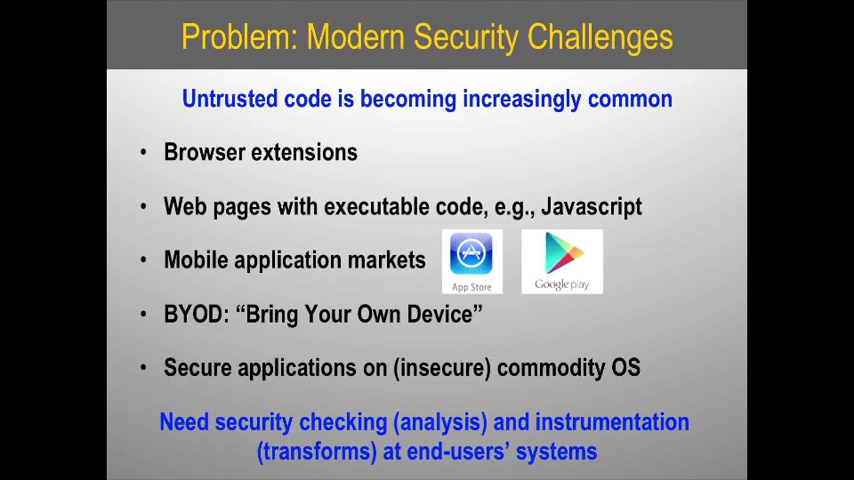 Problem: Modern Security Challenges
Untrusted code is becoming increasingly common
• Browser extensions
• Web pages with executable code, e.g., Javascript
• Mobile application markets
App Store
Google play
• BYOD: “Bring Your Own Device”
• Secure applications on (insecure) commodity OS
Need security checking (analysis) and instrumentation
(transforms) at end-users’ systems